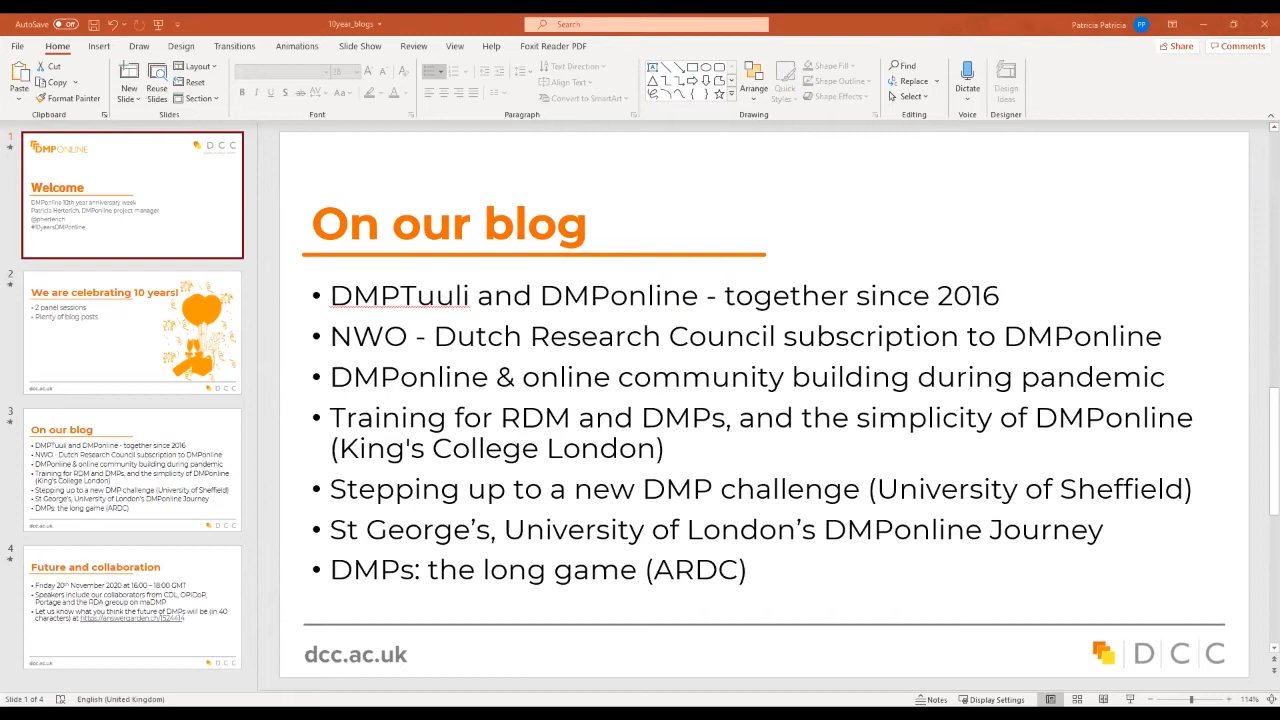 AutoSave Off
10year_blogs
Search
Patricia Patricia PP
File Home Insert Draw Design Transitions Animations Slide Show Review View Help Foxit Reader PDF
Share Comments
Paste
Cut
Copy
Format Painter
Clipboard
New Slide
Reuse Slides
Layout
Reset
Section
Slides
28
B I U S ab AV Aa A
Font
Text Direction
Align Text
Convert to SmartArt
Paragraph
Arrange
Quick Styles
Shape Fill
Shape Outline
Shape Effects
Drawing
Find
Replace
Select
Editing
Dictate
Voice
Design Ideas
Designer
1
DMPONLINE
D C C
Welcome
DMPonline 10th year anniversary week
Patricia Herterich, DMPonline project manager
@pherterich
#10yearsDMPonline
2
We are celebrating 10 years!
• 2 panel sessions
• Plenty of blog posts
dcc.ac.uk
D C C
3
On our blog
• DMPTuuli and DMPonline - together since 2016
• NWO - Dutch Research Council subscription to DMPonline
• DMPonline & online community building during pandemic
• Training for RDM and DMPs, and the simplicity of DMPonline
(King's College London)
• Stepping up to a new DMP challenge (University of Sheffield)
• St George's, University of London's DMPonline Journey
• DMPs: the long game (ARDC)
dcc.ac.uk
D C C
4
Future and collaboration
• Friday 20th November 2020 at 16:00 – 18:00 GMT
• Speakers include our collaborators from CDL, OPIDoR,
Portage and the RDA greoup on maDMP
• Let us know what you think the future of DMPs will be (in 40
characters) at https://answergarden.ch/1524414
dcc.ac.uk
D C C
On our blog
• DMPTuuli and DMPonline - together since 2016
• NWO - Dutch Research Council subscription to DMPonline
• DMPonline & online community building during pandemic
• Training for RDM and DMPs, and the simplicity of DMPonline
(King's College London)
• Stepping up to a new DMP challenge (University of Sheffield)
• St George’s, University of London’s DMPonline Journey
• DMPs: the long game (ARDC)
dcc.ac.uk
D C C
Slide 1 of 4
English (United Kingdom)
Notes
Display Settings
114%